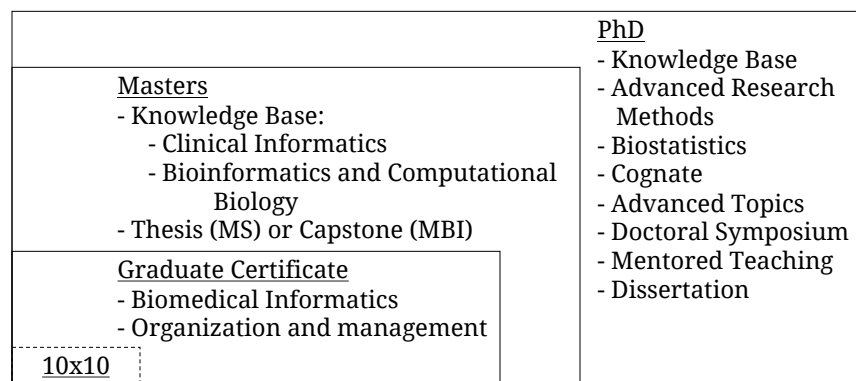 PhD
- Knowledge Base
- Advanced Research
Methods
- Biostatistics
- Cognate
- Advanced Topics
- Doctoral Symposium
- Mentored Teaching
- Dissertation
Masters
- Knowledge Base:
- Clinical Informatics
- Bioinformatics and Computational
Biology
- Thesis (MS) or Capstone (MBI)
Graduate Certificate
- Biomedical Informatics
- Organization and management
10x10